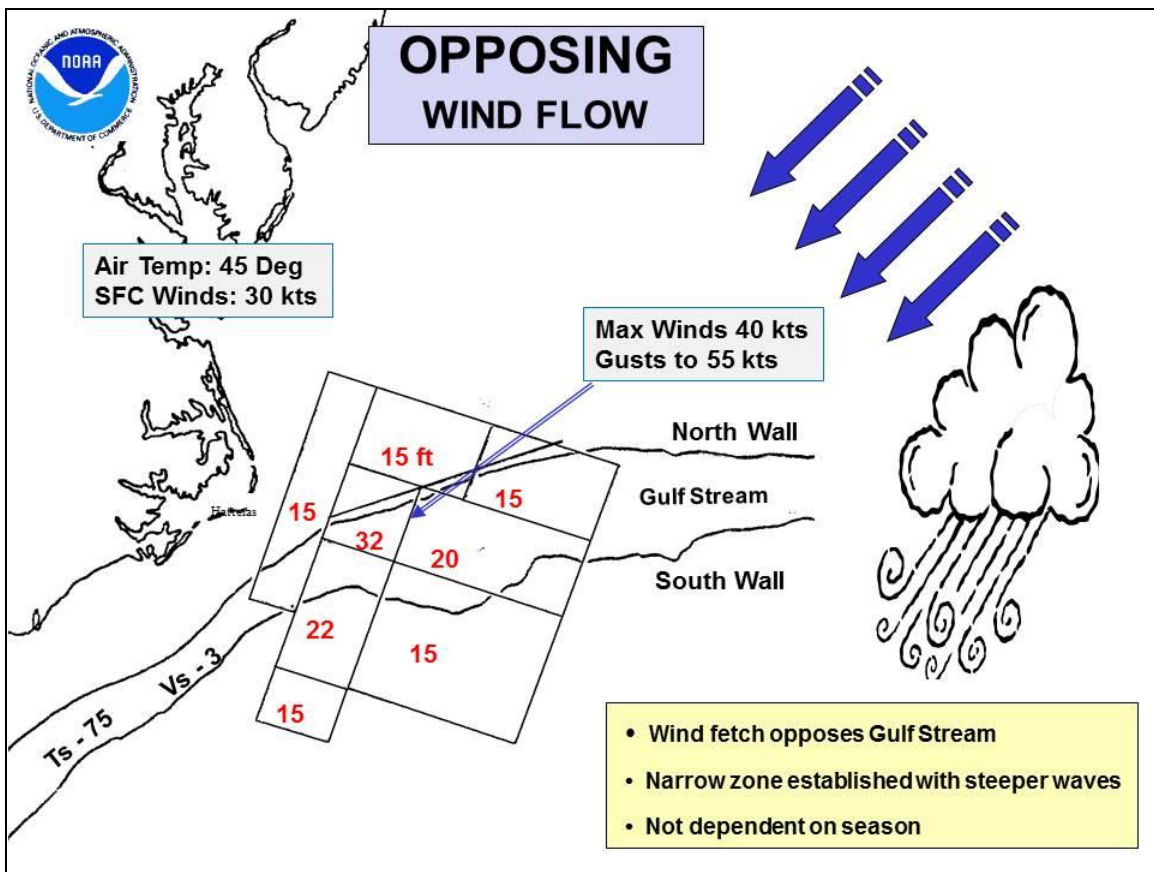 NATIONAL OCEANIC AND ATMOSPHERIC ADMINISTRATION
NOAA
U.S. DEPARTMENT OF COMMERCE
OPPOSING
WIND FLOW
Air Temp: 45 Deg
SFC Winds: 30 kts
Max Winds 40 kts
Gusts to 55 kts
North Wall
15 ft
15
Gulf Stream
15
Hatteras
32
20
South Wall
22
15
Vs - 3
15
Ts - 75
• Wind fetch opposes Gulf Stream
• Narrow zone established with steeper waves
• Not dependent on season